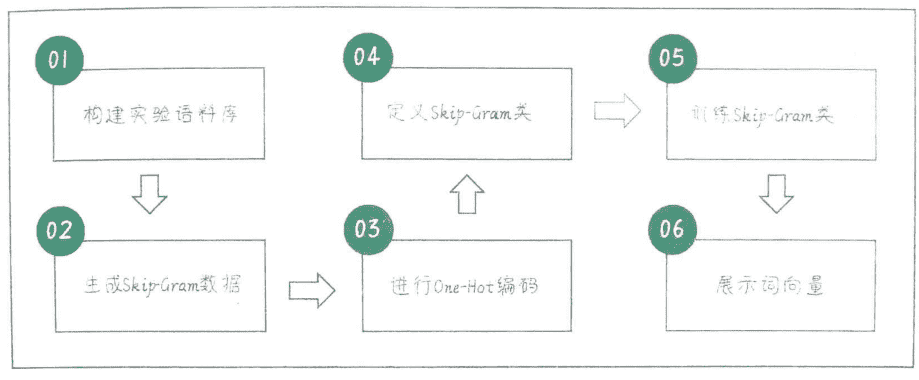 01
构建实验语料库
02
生成Skip-Gram数据
03
进行One-Hot编码
04
定义Skip-Gram类
05
训练Skip-Gram类
06
展示词向量